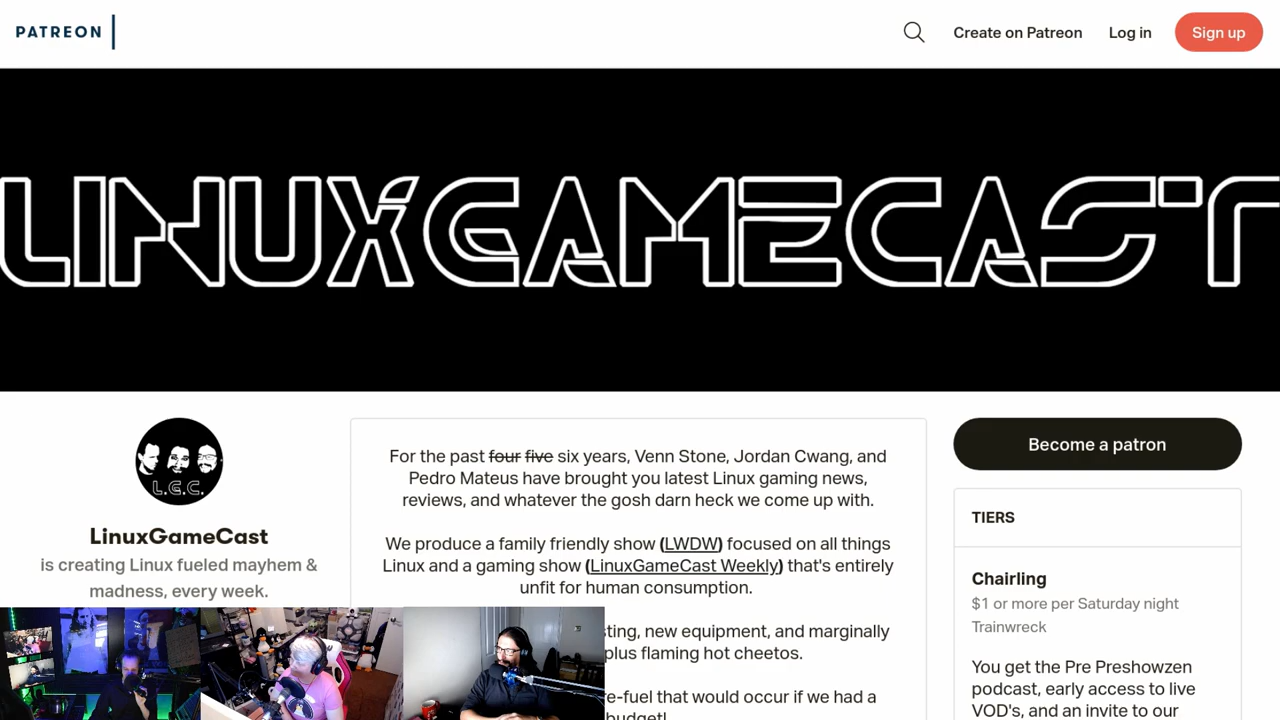 PATREON
Create on Patreon
Log in
Sign up
LINUXGAMECAST
L.G.C.
LinuxGameCast
is creating Linux fueled mayhem &
madness, every week.
For the past four five six years, Venn Stone, Jordan Cwang, and
Pedro Mateus have brought you latest Linux gaming news,
reviews, and whatever the gosh darn heck we come up with.
We produce a family friendly show (LWDW) focused on all things
Linux and a gaming show (LinuxGameCast Weekly) that's entirely
unfit for human consumption.
new equipment, and marginally
plus flaming hot cheetos.
that would occur if we had a
budget!
Become a patron
TIERS
Chairling
$1 or more per Saturday night
Trainwreck
You get the Pre Preshowzen
podcast, early access to live
VOD's, and an invite to our